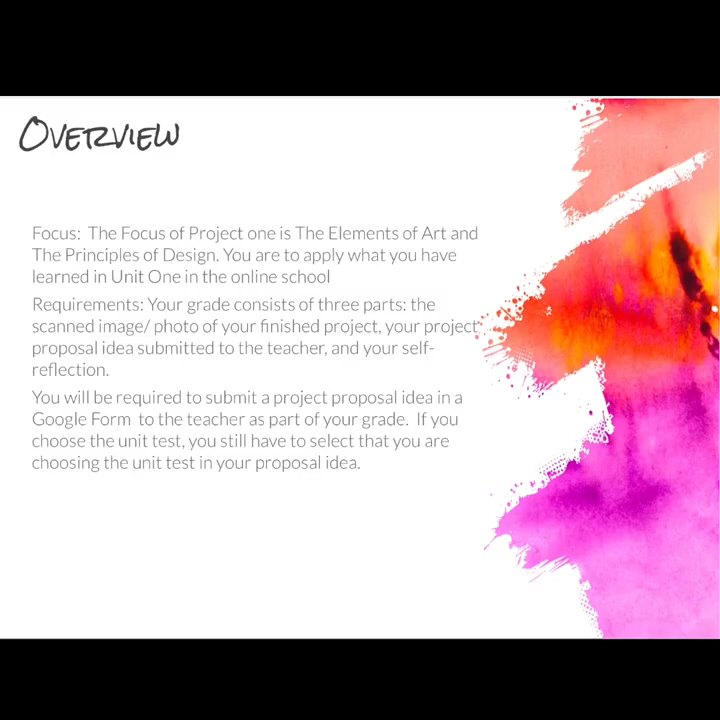 Overview
Focus:  The Focus of Project one is The Elements of Art and
The Principles of Design. You are to apply what you have
learned in Unit One in the online school
Requirements: Your grade consists of three parts: the
scanned image/ photo of your finished project, your project
proposal idea submitted to the teacher, and your self-
reflection.
You will be required to submit a project proposal idea in a
Google Form  to the teacher as part of your grade.  If you
choose the unit test, you still have to select that you are
choosing the unit test in your proposal idea.